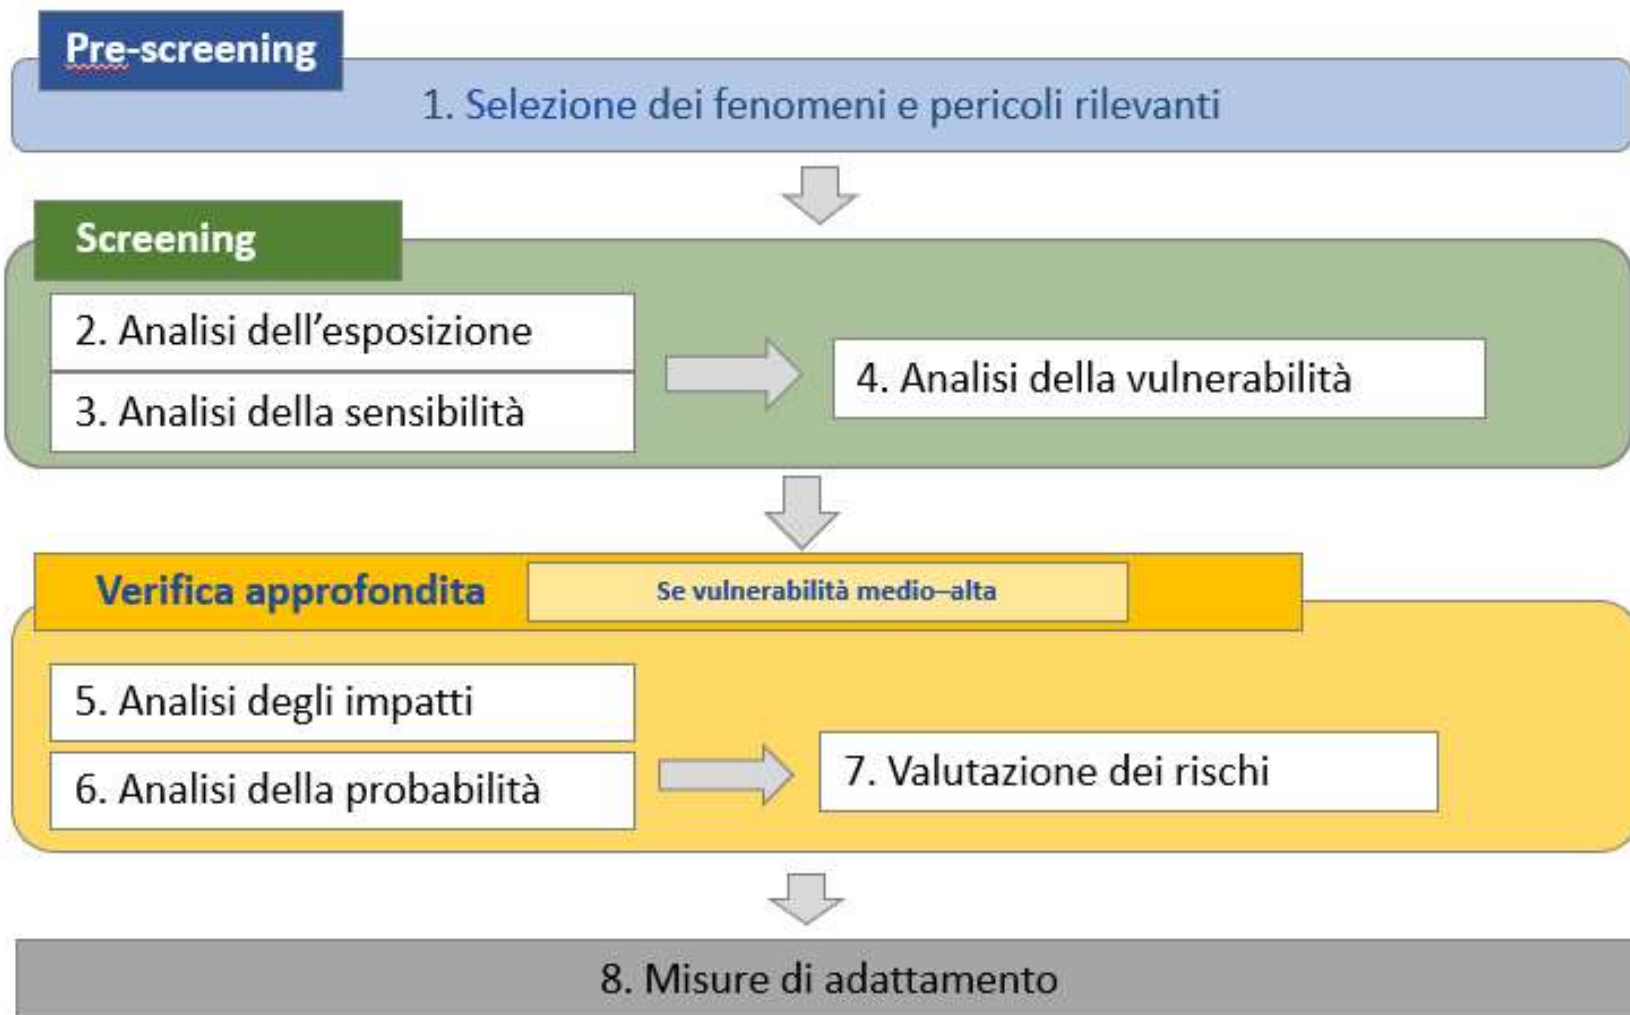 Pre-screening
1. Selezione dei fenomeni e pericoli rilevanti
Screening
2. Analisi dell’esposizione
3. Analisi della sensibilità
4. Analisi della vulnerabilità
Verifica approfondita
Se vulnerabilità medio–alta
5. Analisi degli impatti
6. Analisi della probabilità
7. Valutazione dei rischi
8. Misure di adattamento